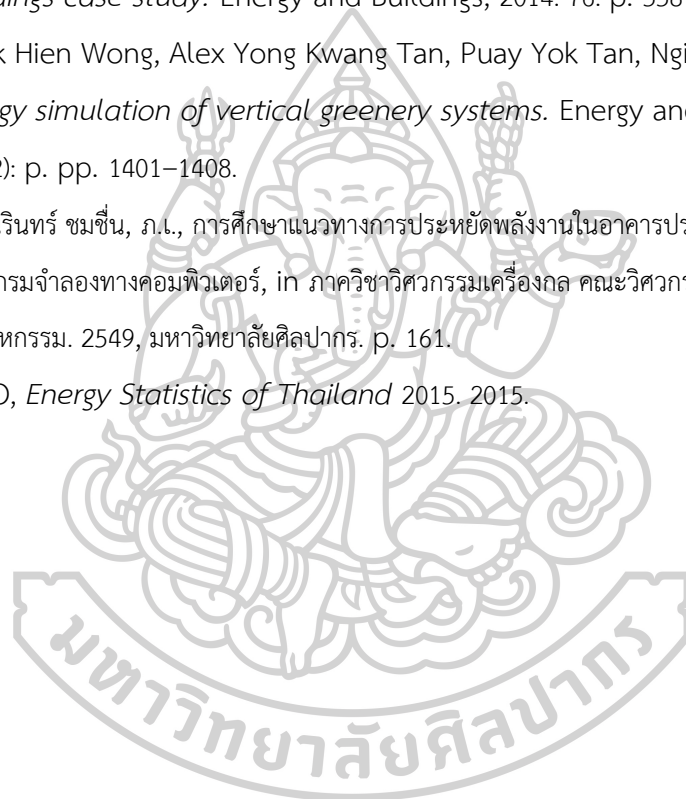 dings case study. Energy and Buildings, 2014. 76: p. 558
k Hien Wong, Alex Yong Kwang Tan, Puay Yok Tan, Ngi
gy simulation of vertical greenery systems. Energy and
2): p. pp. 1401–1408.
รินทร์ ชมชื่น, ภ.เ., การศึกษาแนวทางการประหยัดพลังงานในอาคารประ
กรมจำลองทางคอมพิวเตอร์, in ภาควิชาวิศวกรรมเครื่องกล คณะวิศวกร
หกรรม. 2549, มหาวิทยาลัยศิลปากร. p. 161.
O, Energy Statistics of Thailand 2015. 2015.
มหาวิทยาลัยศิลปากร